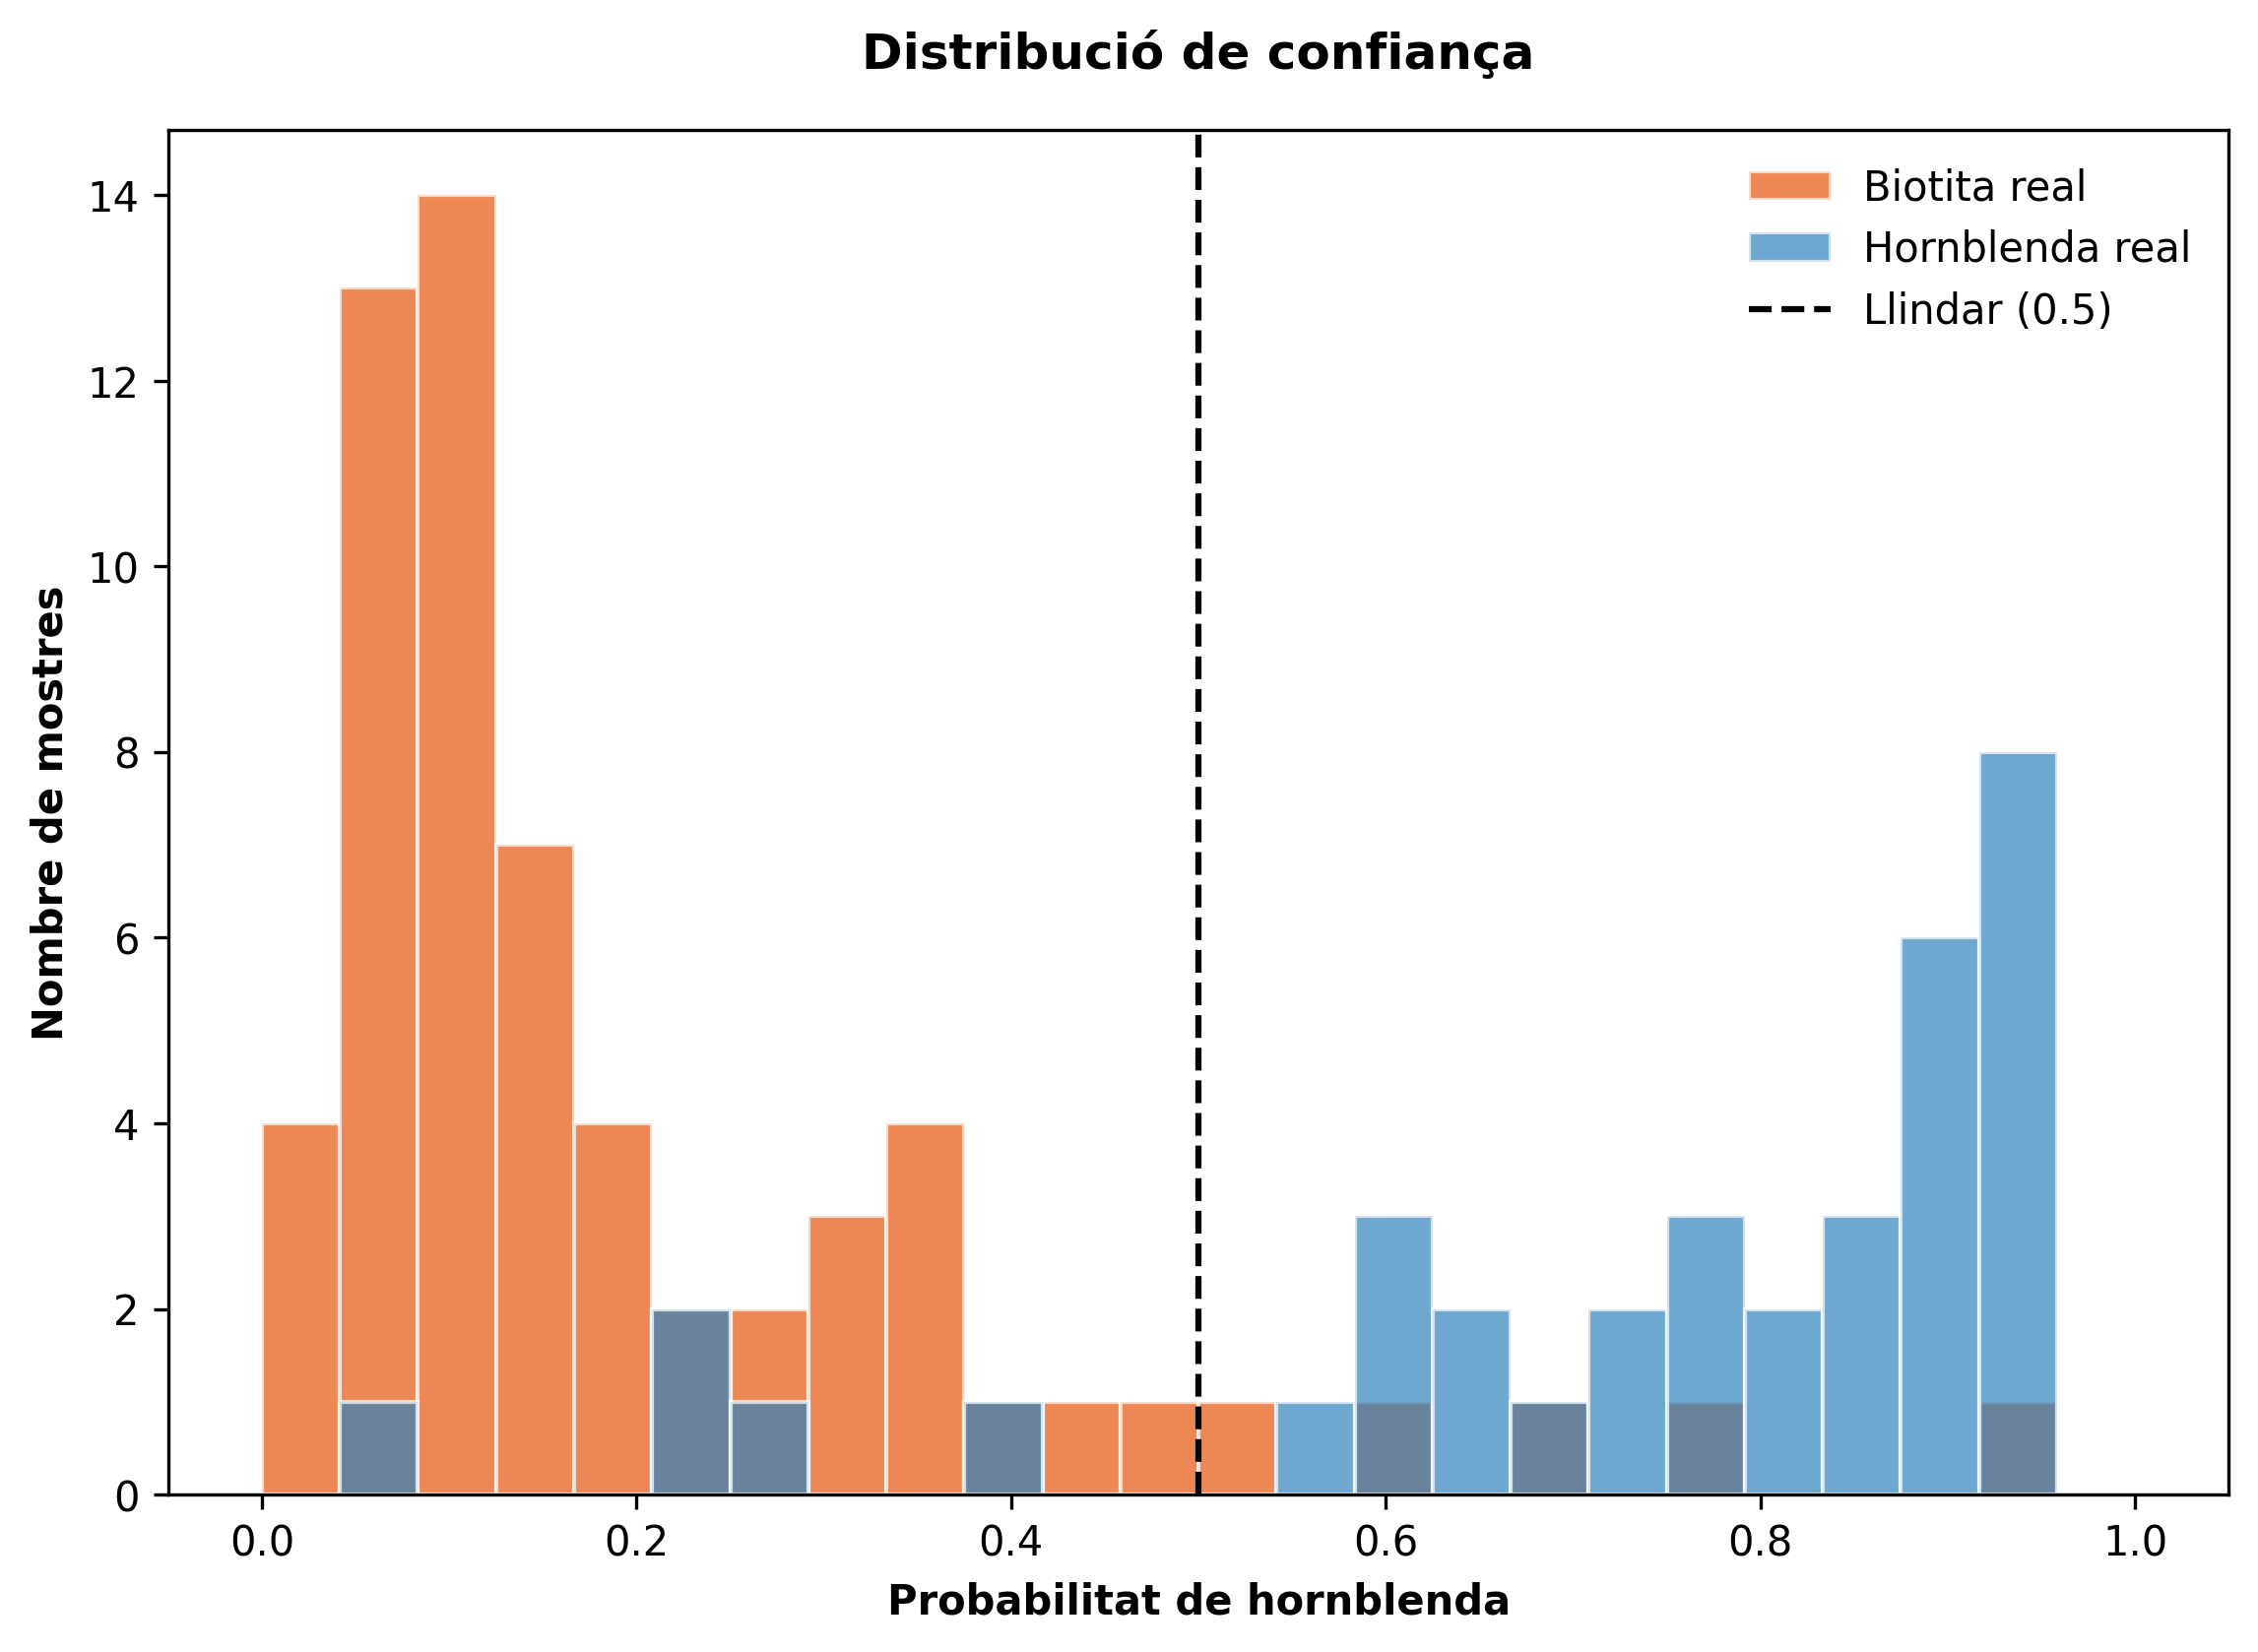 Distribució de confiança
Biotita real
Hornblenda real
Llindar (0.5)
Nombre de mostres
14
12
10
8
6
4
2
0
0.0 0.2 0.4 0.6 0.8 1.0
Probabilitat de hornblenda